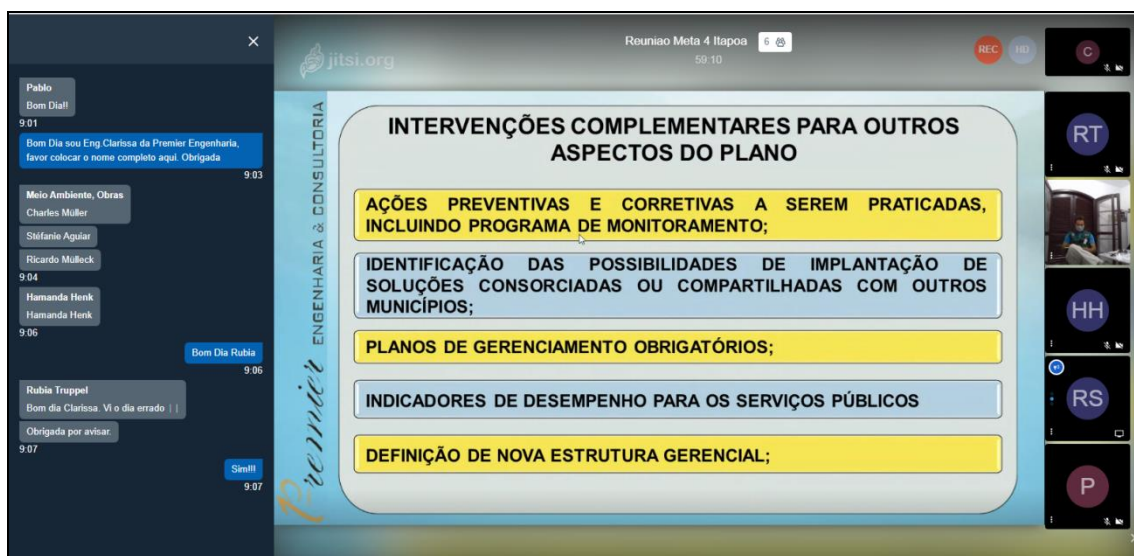 Pablo
Bom Dia!!
9:01
Bom Dia sou Eng.Clarissa da Premier Engenharia,
favor colocar o nome completo aqui. Obrigada
9:03
Meio Ambiente, Obras
Charles Müller
Stéfanie Aguiar
Ricardo Mülleck
9:04
Hamanda Henk
Hamanda Henk
9:06
Bom Dia Rubia
9:06
Rubia Truppel
Bom dia Clarissa. Vi o dia errado | |
Obrigada por avisar.
9:07
Sim!!!
9:07
jitsi.org
Reuniao Meta 4 Itapoa 6
59:10
REC
HD
Premier ENGENHARIA & CONSULTORIA
INTERVENÇÕES COMPLEMENTARES PARA OUTROS
ASPECTOS DO PLANO
AÇÕES PREVENTIVAS E CORRETIVAS A SEREM PRATICADAS,
INCLUINDO PROGRAMA DE MONITORAMENTO;
IDENTIFICAÇÃO DAS POSSIBILIDADES DE IMPLANTAÇÃO DE
SOLUÇÕES CONSORCIADAS OU COMPARTILHADAS COM OUTROS
MUNICÍPIOS;
PLANOS DE GERENCIAMENTO OBRIGATÓRIOS;
INDICADORES DE DESEMPENHO PARA OS SERVIÇOS PÚBLICOS
DEFINIÇÃO DE NOVA ESTRUTURA GERENCIAL;
C
RT
HH
RS
P